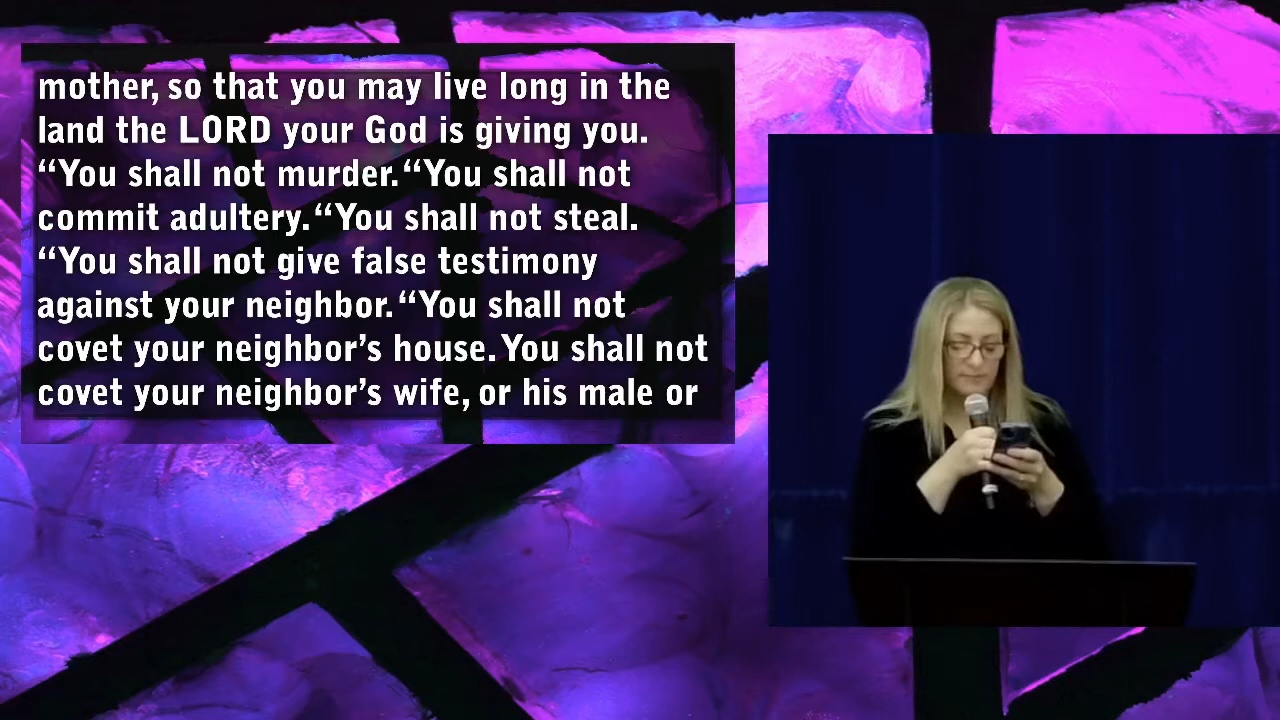 mother, so that you may live long in the
land the LORD your God is giving you.
“You shall not murder.“You shall not
commit adultery.“You shall not steal.
“You shall not give false testimony
against your neighbor.“You shall not
covet your neighbor’s house. You shall not
covet your neighbor’s wife, or his male or